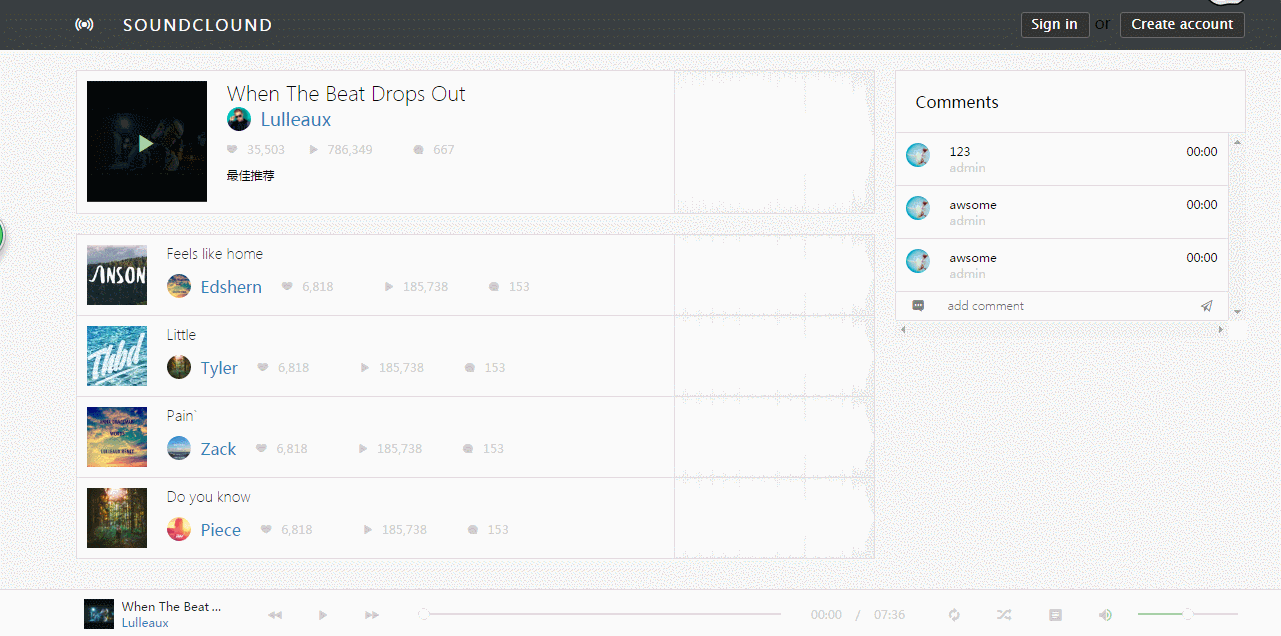 SOUNDCLOUND
Sign in or Create account
When The Beat Drops Out
Lulleaux
35,503 786,349 667
最佳推荐
ANSON
Feels like home
Edshern 6,818 185,738 153
Thbd
Little
Tyler 6,818 185,738 153
Pain`
Zack 6,818 185,738 153
LULLEAUX REMIX
Do you know
Piece 6,818 185,738 153
Comments
123 00:00
admin
awsome 00:00
admin
awsome 00:00
admin
add comment
When The Beat ...
Lulleaux
00:00 / 07:36